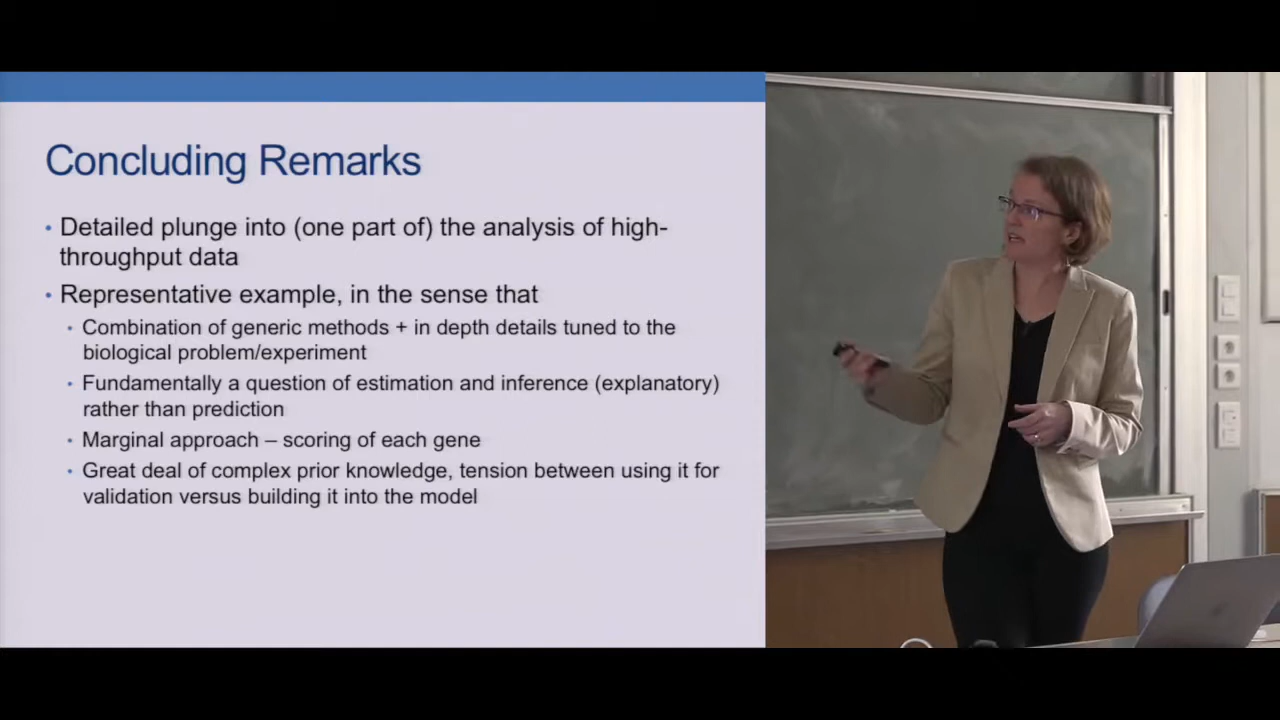 Concluding Remarks
• Detailed plunge into (one part of) the analysis of high-
throughput data
• Representative example, in the sense that
• Combination of generic methods + in depth details tuned to the
biological problem/experiment
• Fundamentally a question of estimation and inference (explanatory)
rather than prediction
• Marginal approach – scoring of each gene
• Great deal of complex prior knowledge, tension between using it for
validation versus building it into the model